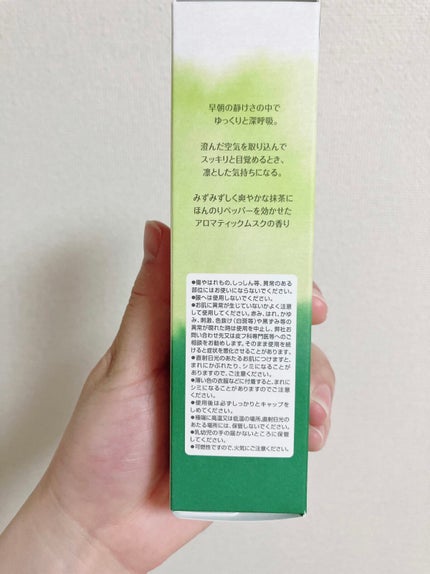 早朝の静けさの中で
ゆっくりと深呼吸。
澄んだ空気を取り込んで
スッキリと目覚めるとき、
凛とした気持ちになる。
みずみずしく爽やかな抹茶に
ほんのりペッパーを効かせた
アロマティックムスクの香り
●傷やはれもの、しっしん等、異常のある
部位にはお使いにならないでください。
●顔へは使用しないでください。
●お肌に異常が生じていないかよく注意
して使用してください。赤み、はれ、かゆ
み、刺激、色抜け(白斑等)や黒ずみ等の
異常が現れた時は使用を中止し、弊社お
問い合わせ先又は皮フ科専門医等へのご
相談をお勧めします。そのまま使用を続
けると症状を悪化させることがあります。
●直射日光のあたるお肌につけますと、
まれにかぶれたり、シミになることが
ありますので、ご注意ください。
●薄い色の衣服などに付着すると、まれに
シミになることがありますのでご注意
ください。
●使用後は必ずしっかりとキャップを
しめてください。
●極端に高温又は低温の場所、直射日光の
あたる場所には、保管しないでください。
●乳幼児の手の届かないところに保管
してください。
●可燃性ですので、火気にご注意ください。